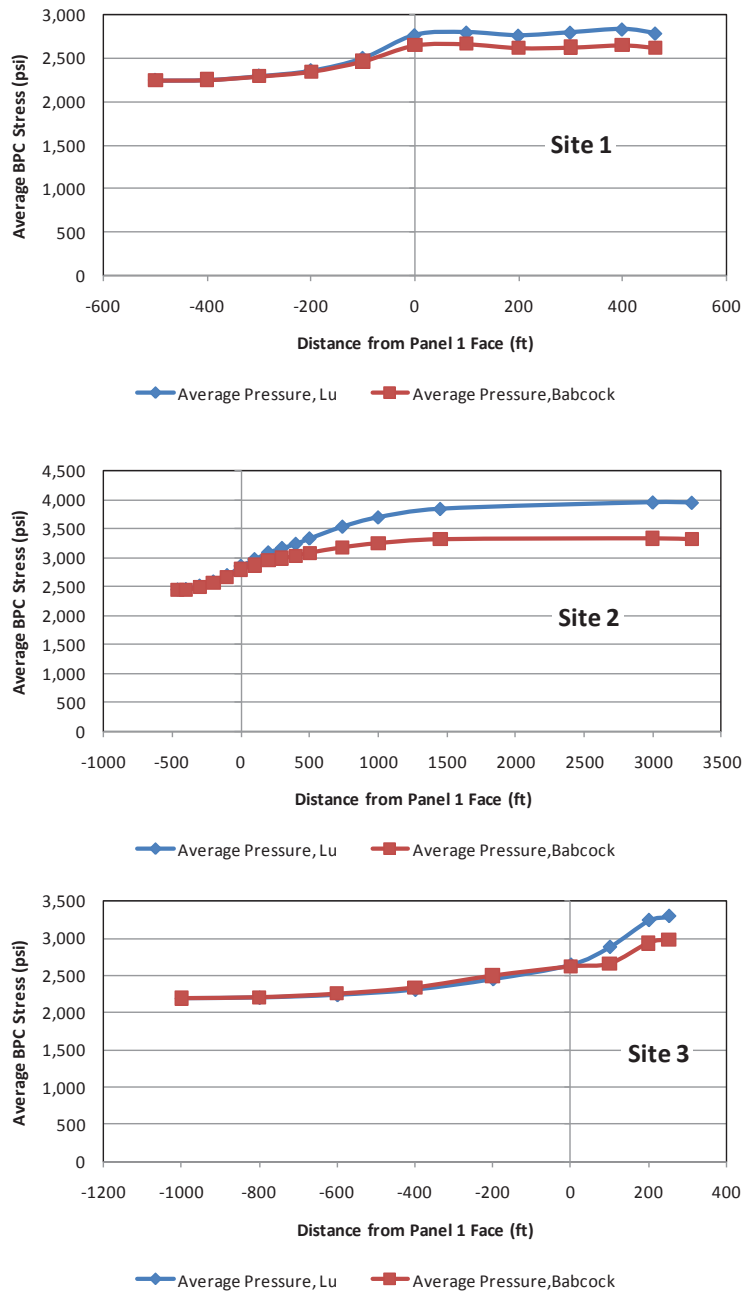 3,000
2,500
2,000
1,500
1,000
500
0
Average BPC Stress (psi)
Site 1
-600 -400 -200 0 200 400 600
Distance from Panel 1 Face (ft)
Average Pressure, Lu Average Pressure,Babcock
4,500
4,000
3,500
3,000
2,500
2,000
1,500
1,000
500
0
Average BPC Stress (psi)
Site 2
-1000 -500 0 500 1000 1500 2000 2500 3000 3500
Distance from Panel 1 Face (ft)
Average Pressure, Lu Average Pressure,Babcock
3,500
3,000
2,500
2,000
1,500
1,000
500
0
Average BPC Stress (psi)
Site 3
-1200 -1000 -800 -600 -400 -200 0 200 400
Distance from Panel 1 Face (ft)
Average Pressure, Lu Average Pressure,Babcock